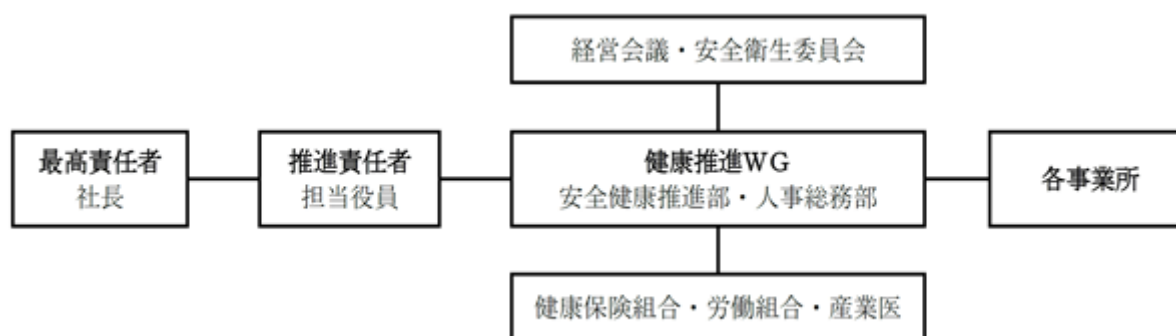 経営会議・安全衛生委員会
最高責任者
社長
推進責任者
担当役員
健康推進WG
安全健康推進部・人事総務部
各事業所
健康保険組合・労働組合・産業医